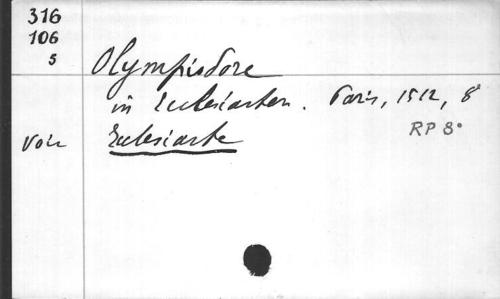 316
106
5
Olympiodore
in Ecclesiasten. Paris, 1512, 8°
Voir Ecclesiaste
RP 8°